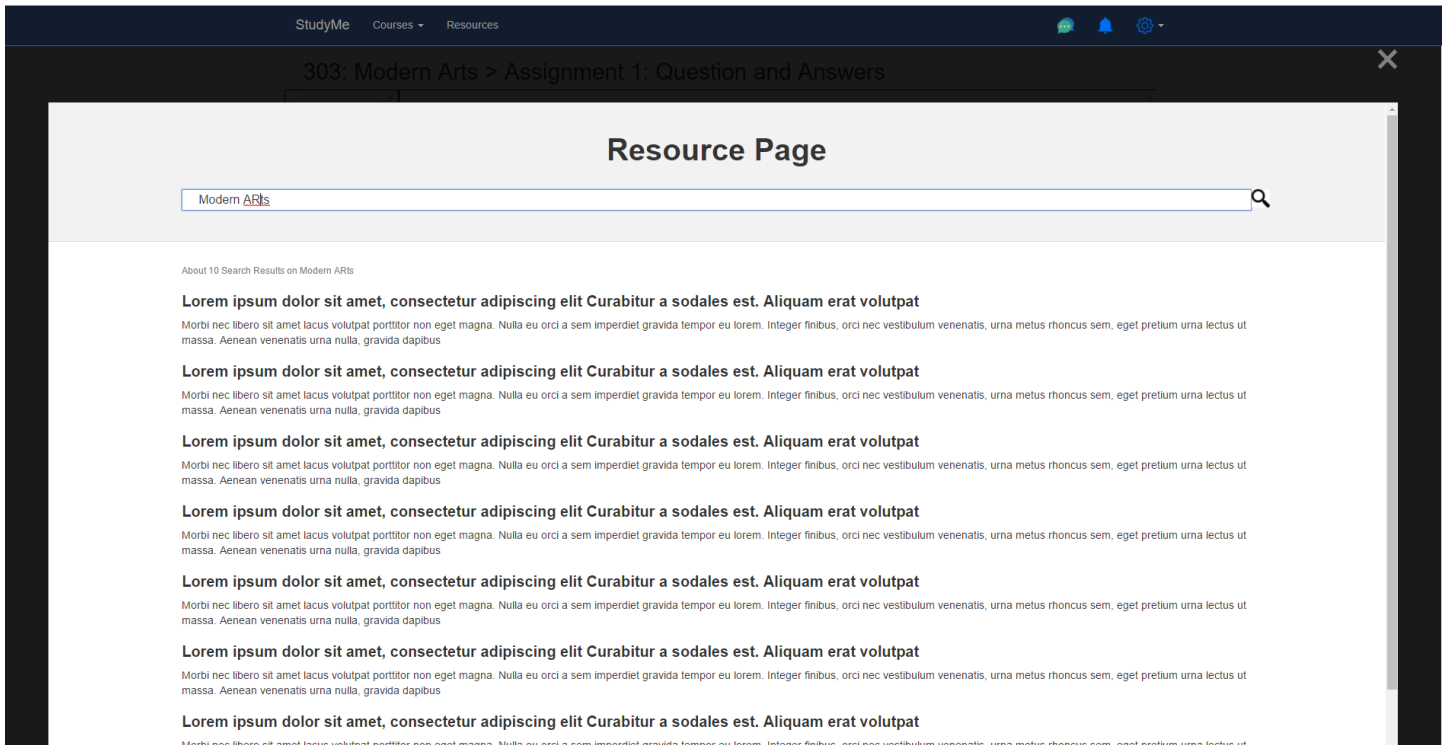 StudyMe Courses Resources
303: Modern Arts > Assignment 1: Question and Answers
Resource Page
Modern ARts
About 10 Search Results on Modern ARts
Lorem ipsum dolor sit amet, consectetur adipiscing elit Curabitur a sodales est. Aliquam erat volutpat
Morbi nec libero sit amet lacus volutpat porttitor non eget magna. Nulla eu orci a sem imperdiet gravida tempor eu lorem. Integer finibus, orci nec vestibulum venenatis, urna metus rhoncus sem, eget pretium urna lectus ut
massa. Aenean venenatis urna nulla, gravida dapibus
Lorem ipsum dolor sit amet, consectetur adipiscing elit Curabitur a sodales est. Aliquam erat volutpat
Morbi nec libero sit amet lacus volutpat porttitor non eget magna. Nulla eu orci a sem imperdiet gravida tempor eu lorem. Integer finibus, orci nec vestibulum venenatis, urna metus rhoncus sem, eget pretium urna lectus ut
massa. Aenean venenatis urna nulla, gravida dapibus
Lorem ipsum dolor sit amet, consectetur adipiscing elit Curabitur a sodales est. Aliquam erat volutpat
Morbi nec libero sit amet lacus volutpat porttitor non eget magna. Nulla eu orci a sem imperdiet gravida tempor eu lorem. Integer finibus, orci nec vestibulum venenatis, urna metus rhoncus sem, eget pretium urna lectus ut
massa. Aenean venenatis urna nulla, gravida dapibus
Lorem ipsum dolor sit amet, consectetur adipiscing elit Curabitur a sodales est. Aliquam erat volutpat
Morbi nec libero sit amet lacus volutpat porttitor non eget magna. Nulla eu orci a sem imperdiet gravida tempor eu lorem. Integer finibus, orci nec vestibulum venenatis, urna metus rhoncus sem, eget pretium urna lectus ut
massa. Aenean venenatis urna nulla, gravida dapibus
Lorem ipsum dolor sit amet, consectetur adipiscing elit Curabitur a sodales est. Aliquam erat volutpat
Morbi nec libero sit amet lacus volutpat porttitor non eget magna. Nulla eu orci a sem imperdiet gravida tempor eu lorem. Integer finibus, orci nec vestibulum venenatis, urna metus rhoncus sem, eget pretium urna lectus ut
massa. Aenean venenatis urna nulla, gravida dapibus
Lorem ipsum dolor sit amet, consectetur adipiscing elit Curabitur a sodales est. Aliquam erat volutpat
Morbi nec libero sit amet lacus volutpat porttitor non eget magna. Nulla eu orci a sem imperdiet gravida tempor eu lorem. Integer finibus, orci nec vestibulum venenatis, urna metus rhoncus sem, eget pretium urna lectus ut
massa. Aenean venenatis urna nulla, gravida dapibus
Lorem ipsum dolor sit amet, consectetur adipiscing elit Curabitur a sodales est. Aliquam erat volutpat